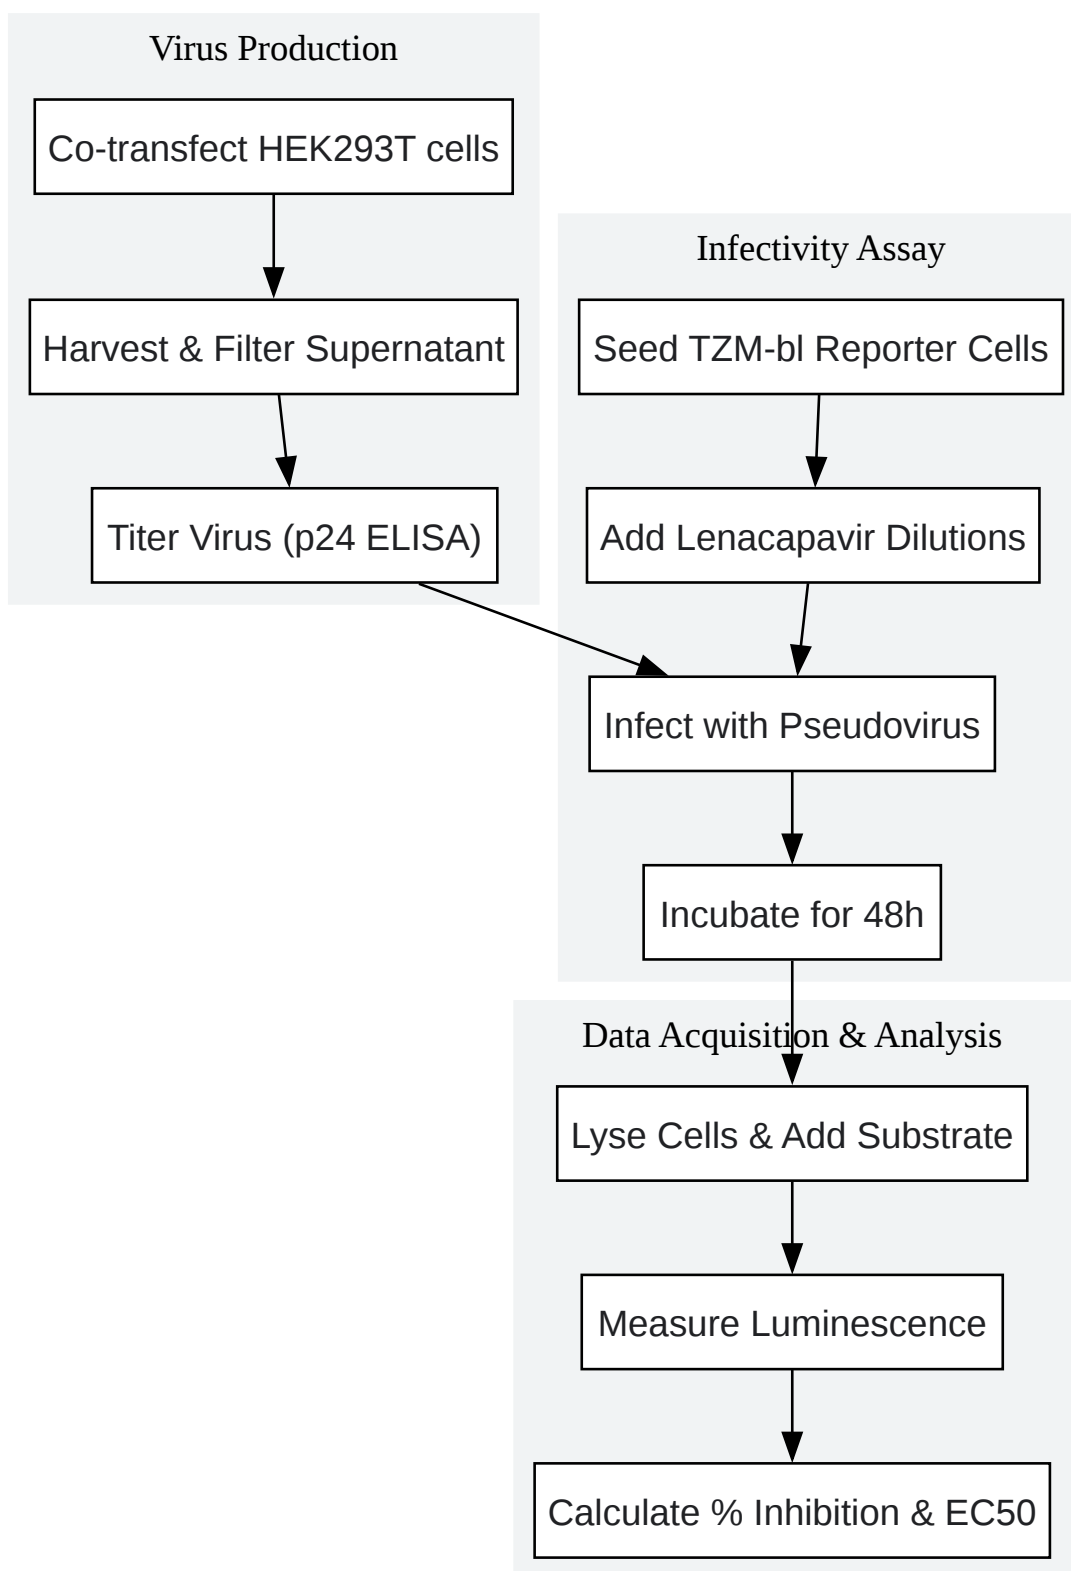 Virus Production
Co-transfect HEK293T cells
Harvest & Filter Supernatant
Titer Virus (p24 ELISA)
Infectivity Assay
Seed TZM-bl Reporter Cells
Add Lenacapavir Dilutions
Infect with Pseudovirus
Incubate for 48h
Data Acquisition & Analysis
Lyse Cells & Add Substrate
Measure Luminescence
Calculate % Inhibition & EC50